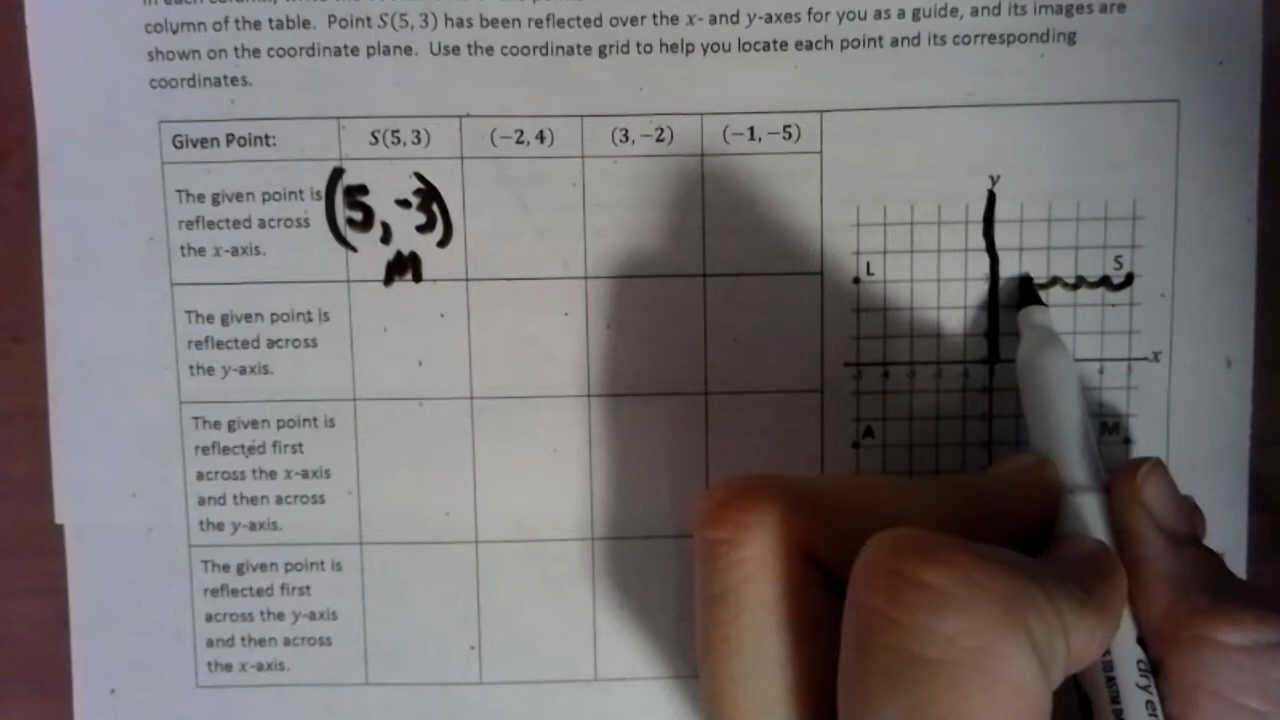 column of the table. Point S(5, 3) has been reflected over the x- and y-axes for you as a guide, and its images are
shown on the coordinate plane. Use the coordinate grid to help you locate each point and its corresponding
coordinates.
Given Point: S(5, 3) (−2, 4) (3, −2) (−1, −5)
The given point is
reflected across
the x-axis.
(5, -3)
M
The given point is
reflected across
the y-axis.
The given point is
reflected first
across the x-axis
and then across
the y-axis.
The given point is
reflected first
across the y-axis
and then across
the x-axis.
y
L S
x
A M
dry er